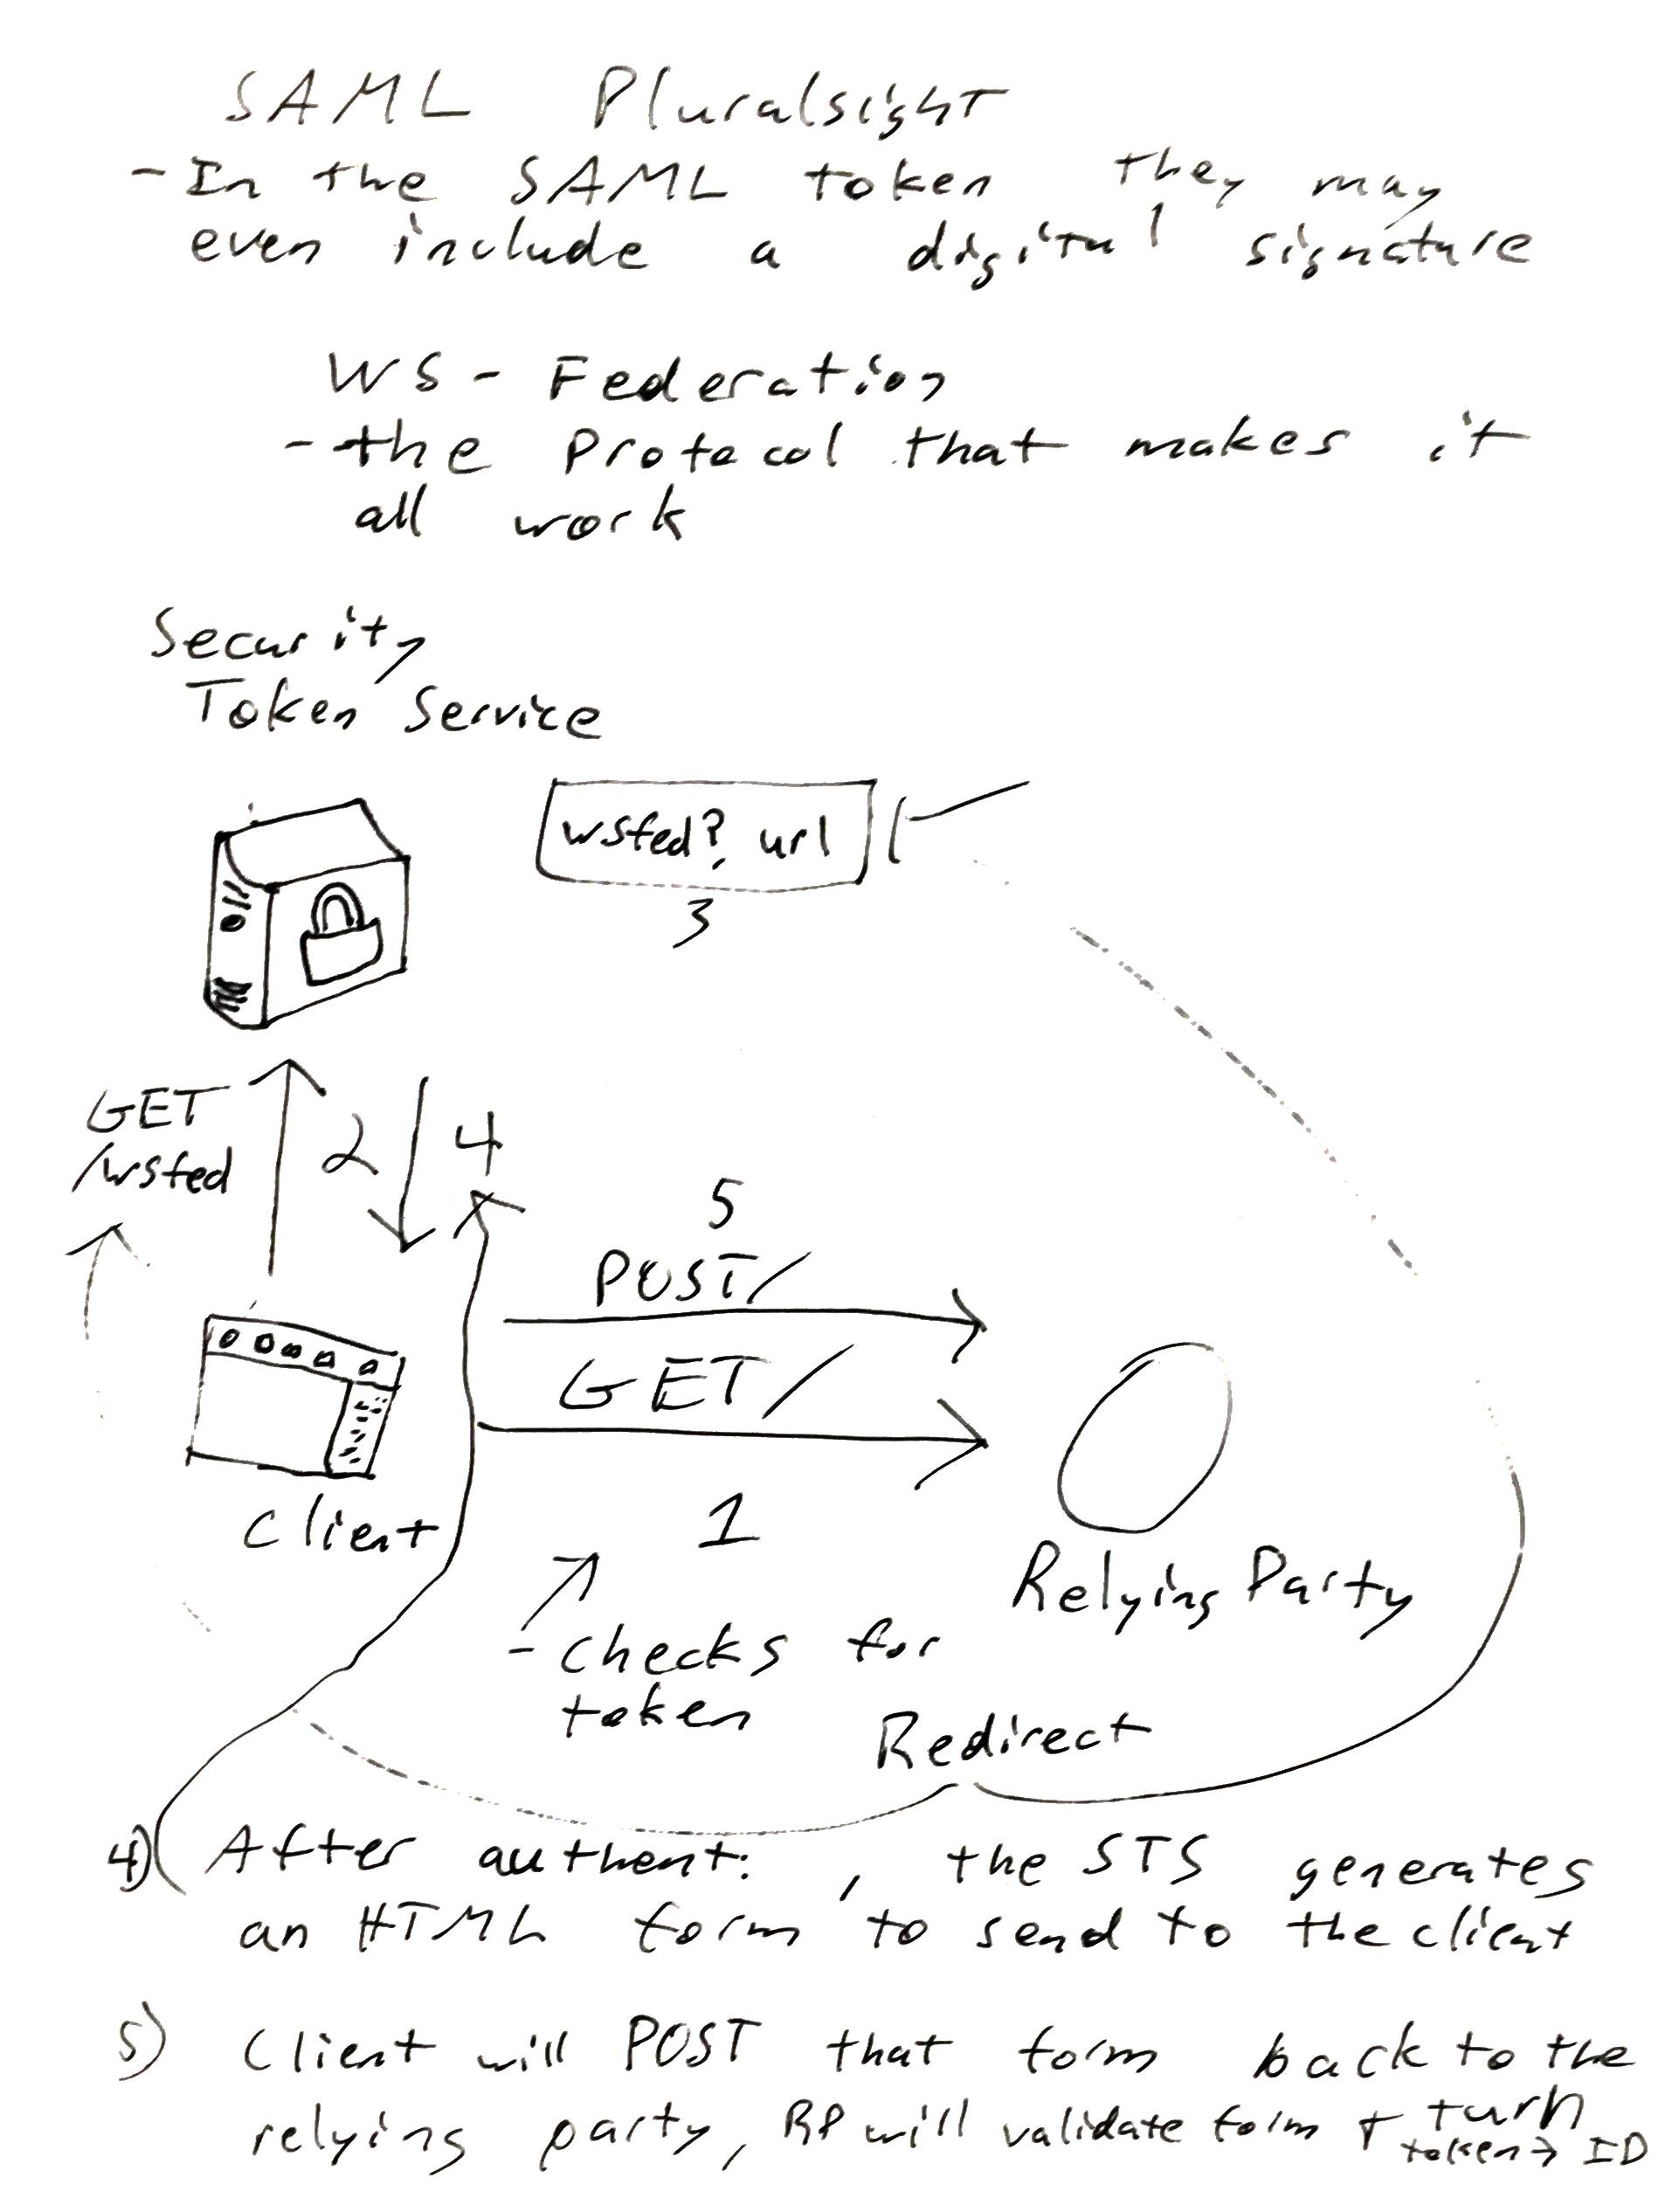 SAML Pluralsight
- In the SAML token they may
even include a digital signature
WS - Federation
- the Protocol that makes it
all work
Security
Token Service
wsfed? url
3
GET
/wsfed
2
4
5
POST/
GET/
1
Client
Relying Party
- checks for
token
Redirect
4) After authenti , the STS generates
an HTML form to send to the client
5) Client will POST that form back to the
relying party, RP will validate form + turn
token → ID